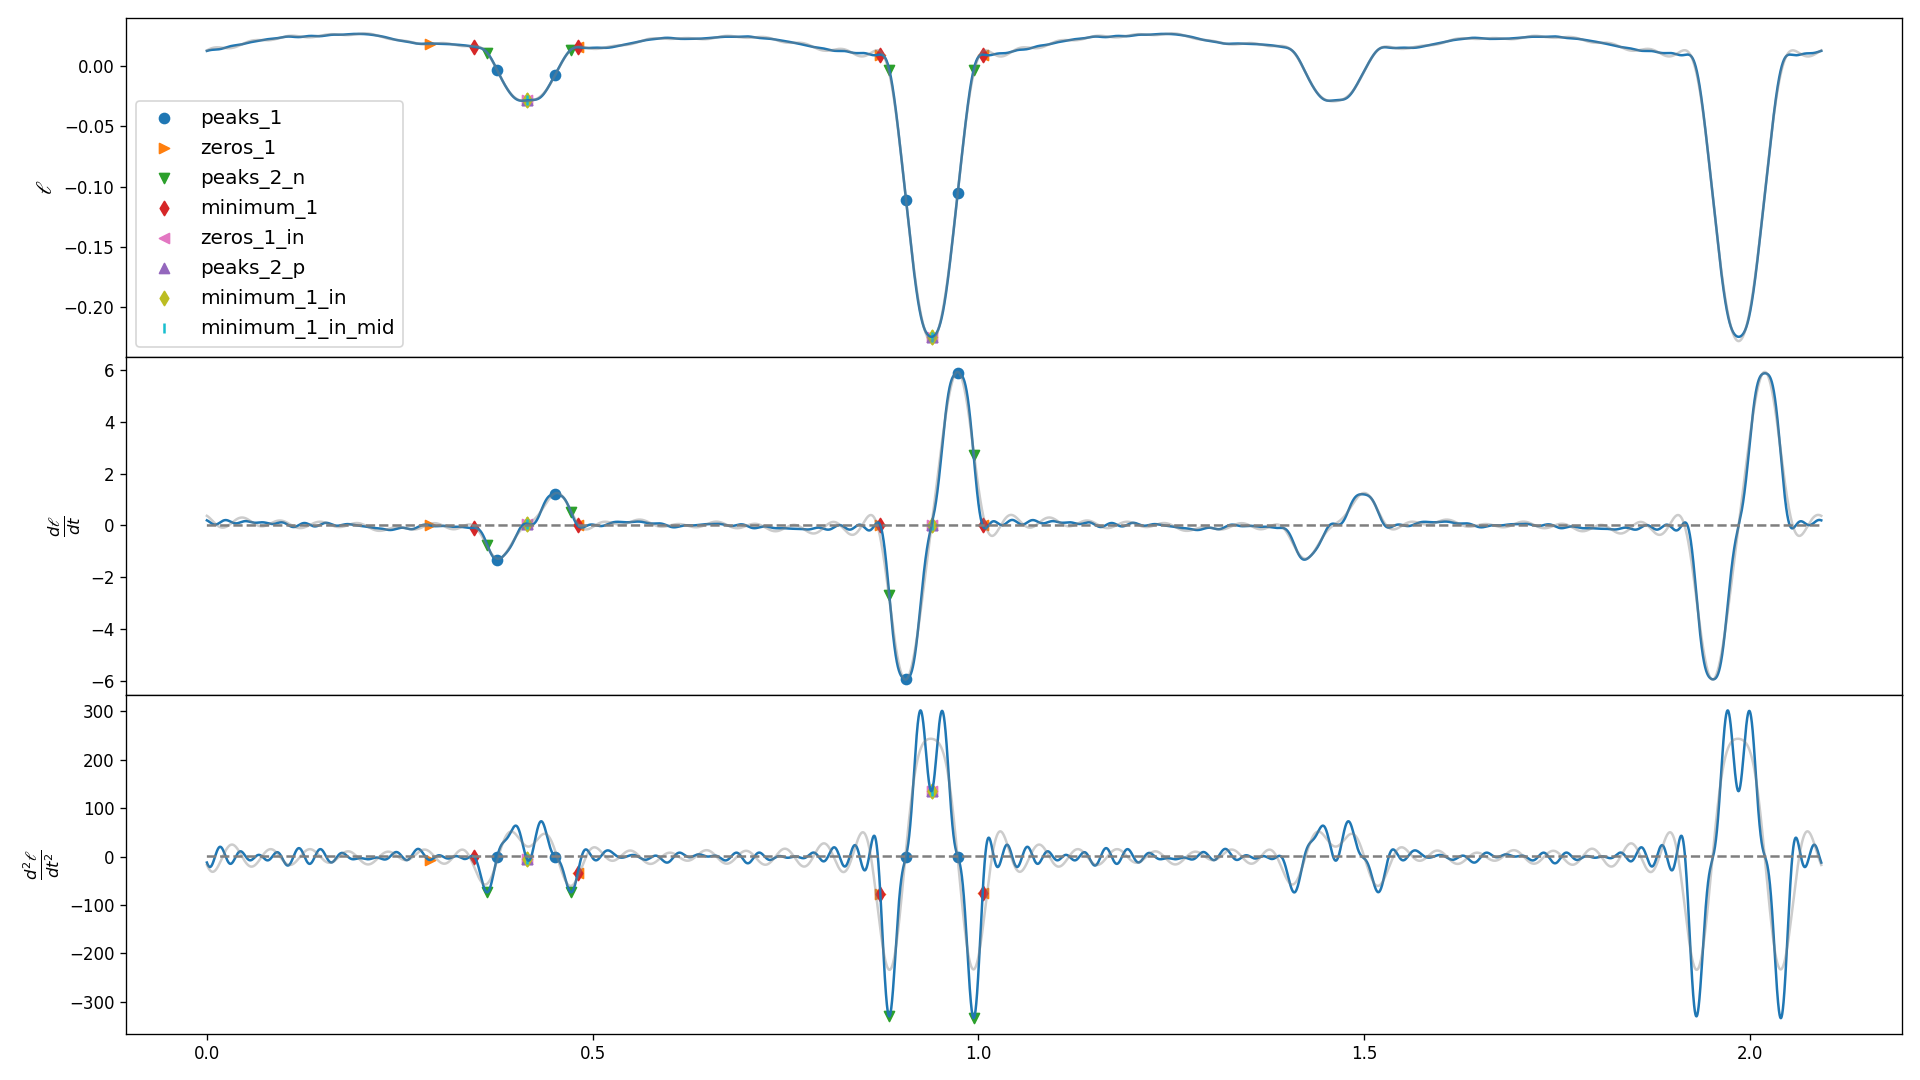 0.00
−0.05
−0.10
−0.15
−0.20
ℓ
peaks_1
zeros_1
peaks_2_n
minimum_1
zeros_1_in
peaks_2_p
minimum_1_in
minimum_1_in_mid
6
4
2
0
−2
−4
−6
dℓ
dt
300
200
100
0
−100
−200
−300
d²ℓ
dt²
0.0 0.5 1.0 1.5 2.0